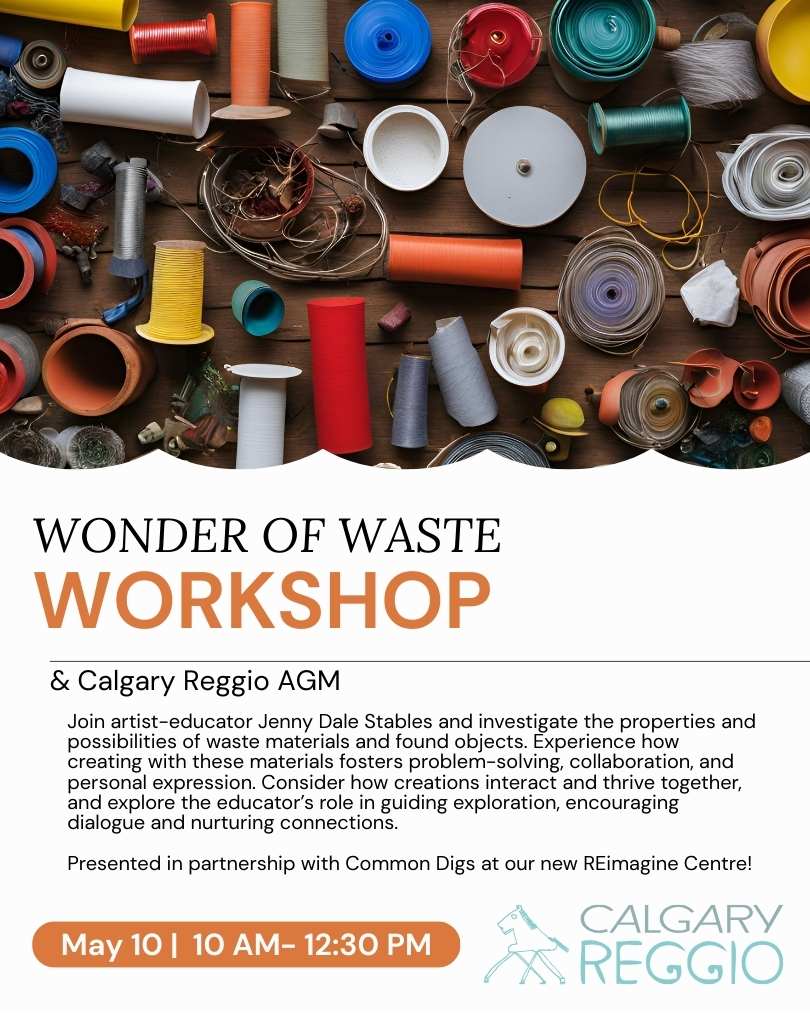 WONDER OF WASTE
WORKSHOP
& Calgary Reggio AGM
Join artist-educator Jenny Dale Stables and investigate the properties and
possibilities of waste materials and found objects. Experience how
creating with these materials fosters problem-solving, collaboration, and
personal expression. Consider how creations interact and thrive together,
and explore the educator's role in guiding exploration, encouraging
dialogue and nurturing connections.
Presented in partnership with Common Digs at our new REimagine Centre!
May 10 | 10 AM- 12:30 PM
CALGARY
REGGIO